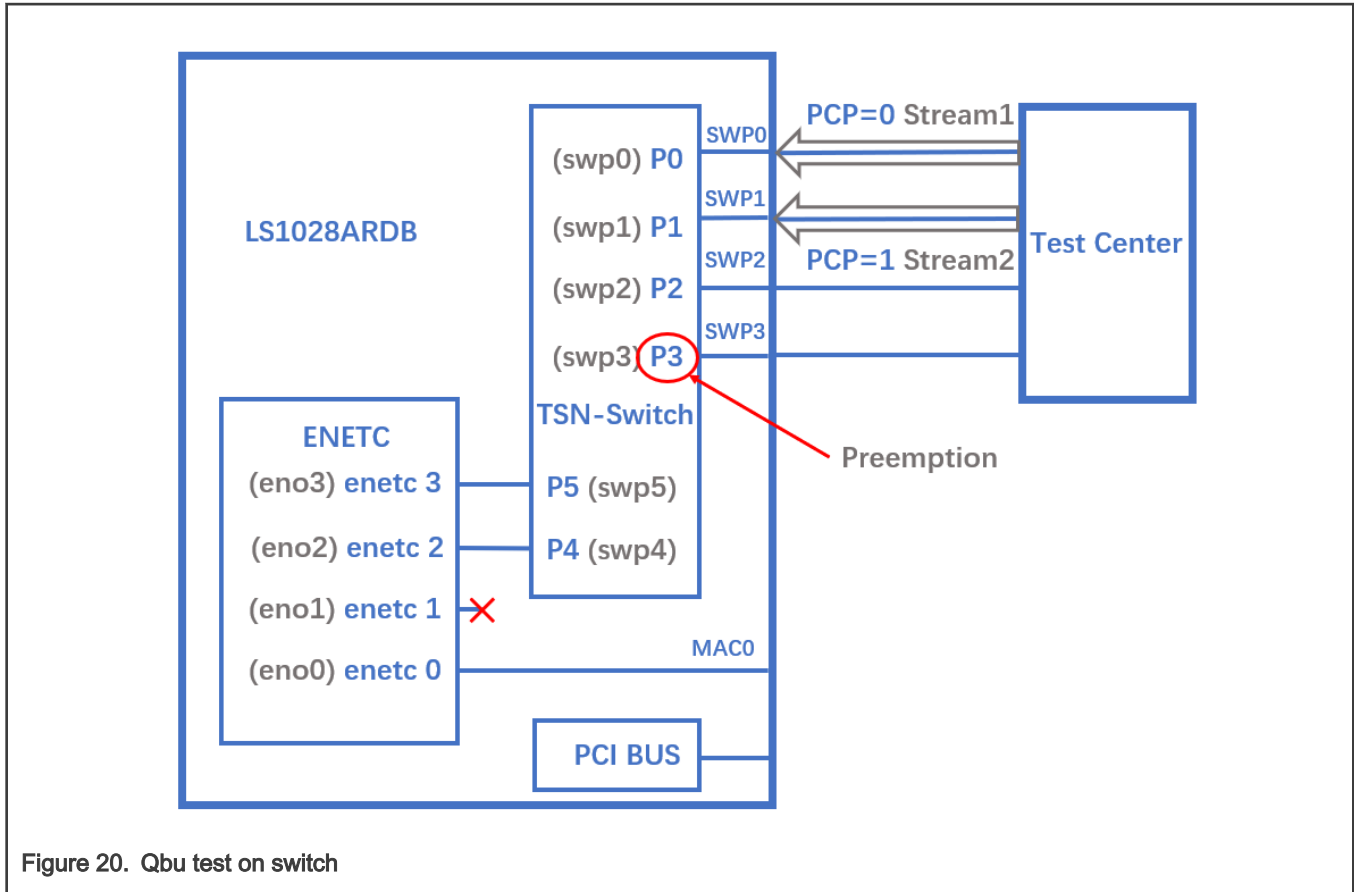 PCP=0 Stream1
SWP0
(swp0) P0
SWP1
(swp1) P1
LS1028ARDB
Test Center
SWP2
PCP=1 Stream2
(swp2) P2
SWP3
(swp3) P3
TSN-Switch
ENETC
Preemption
(eno3) enetc 3
P5 (swp5)
(eno2) enetc 2
P4 (swp4)
(eno1) enetc 1
MAC0
(eno0) enetc 0
PCI BUS
Figure 20. Qbu test on switch